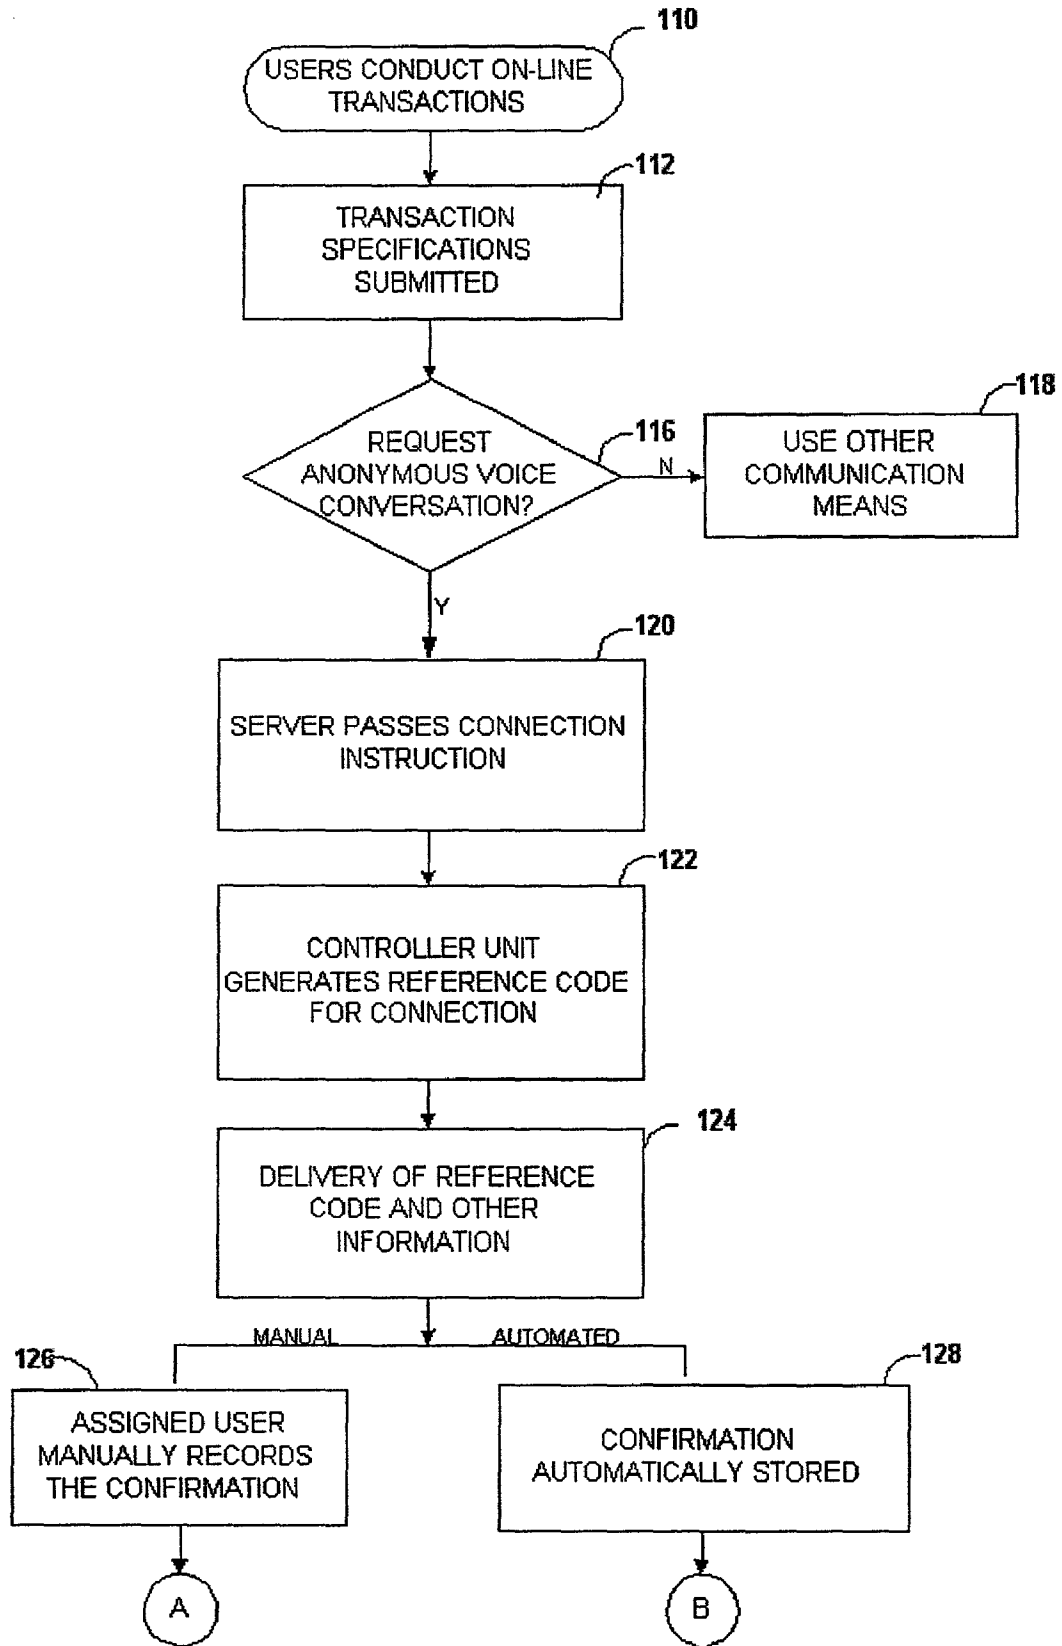 110
USERS CONDUCT ON-LINE
TRANSACTIONS
112
TRANSACTION
SPECIFICATIONS
SUBMITTED
116
REQUEST
ANONYMOUS VOICE
CONVERSATION?
N
118
USE OTHER
COMMUNICATION
MEANS
Y
120
SERVER PASSES CONNECTION
INSTRUCTION
122
CONTROLLER UNIT
GENERATES REFERENCE CODE
FOR CONNECTION
124
DELIVERY OF REFERENCE
CODE AND OTHER
INFORMATION
MANUAL
AUTOMATED
126
ASSIGNED USER
MANUALLY RECORDS
THE CONFIRMATION
128
CONFIRMATION
AUTOMATICALLY STORED
A
B